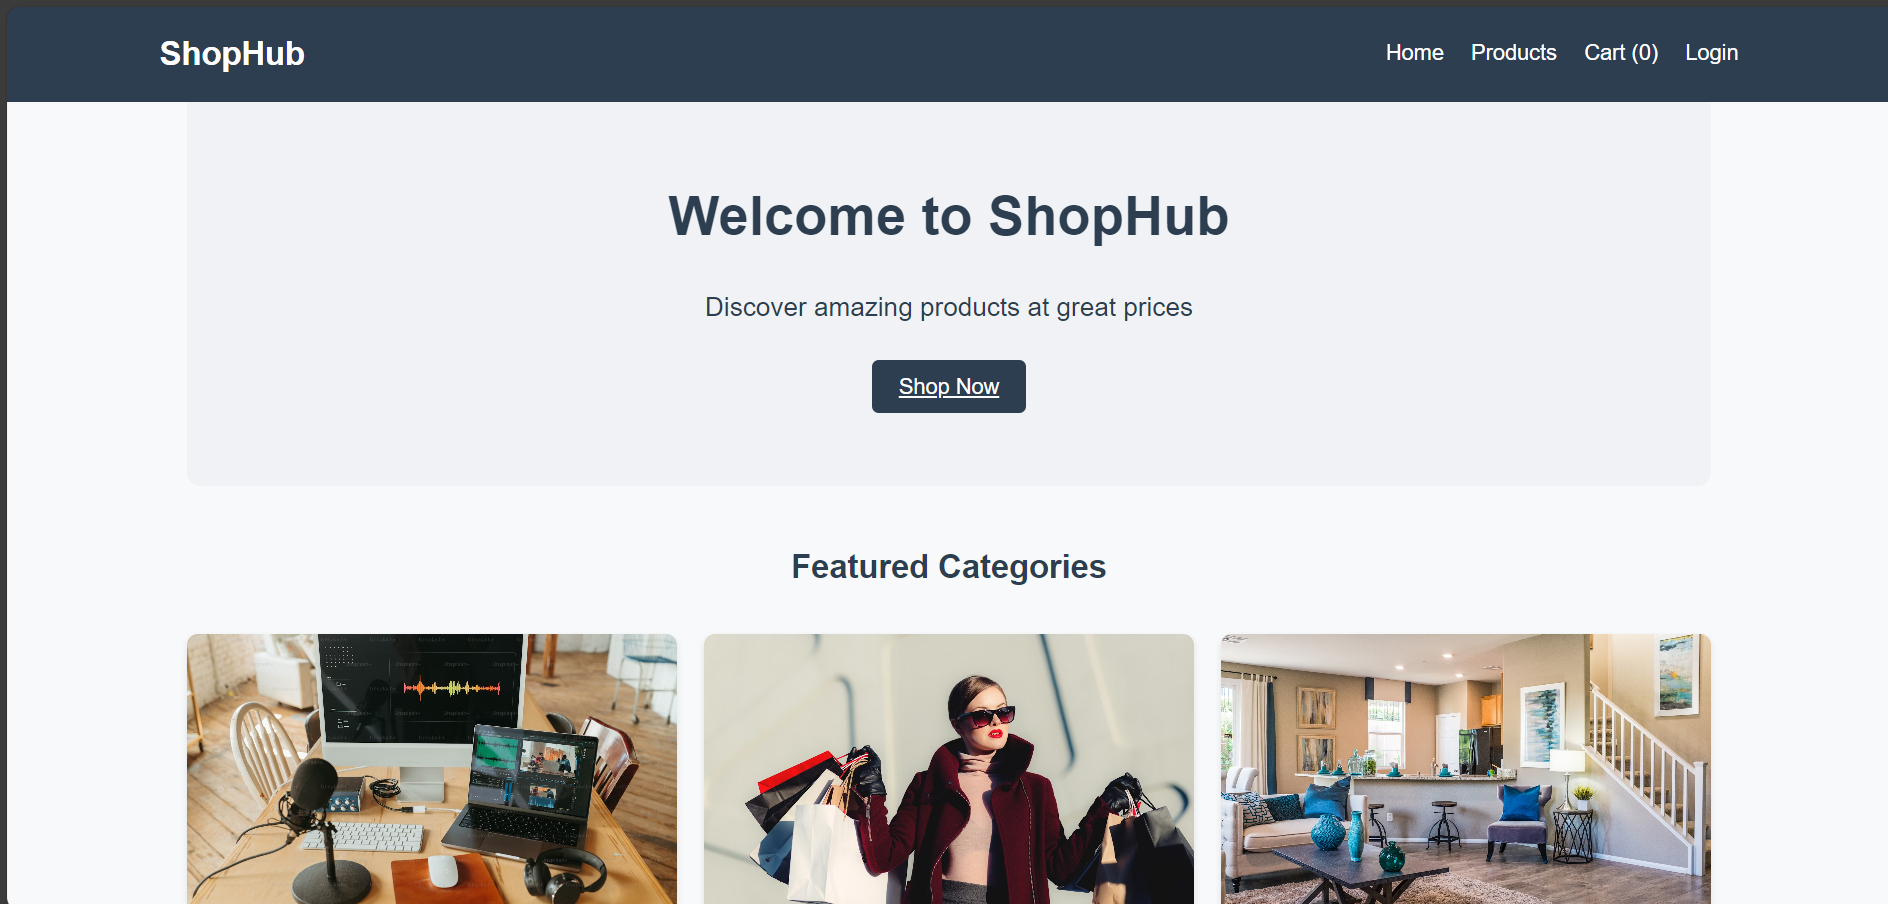 ShopHub
Home Products Cart (0) Login
Welcome to ShopHub
Discover amazing products at great prices
Shop Now
Featured Categories